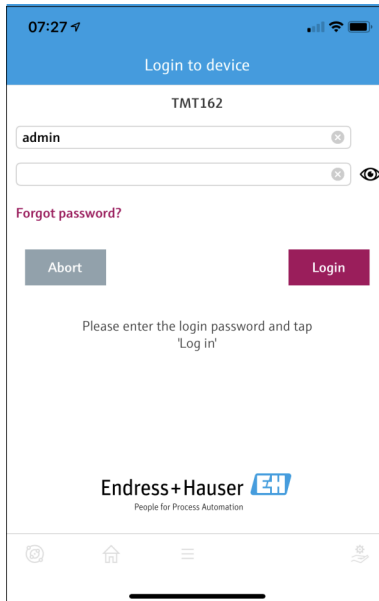 07:27
Login to device
TMT162
admin
Forgot password?
Abort
Login
Please enter the login password and tap
'Log in'
Endress+Hauser EH
People for Process Automation